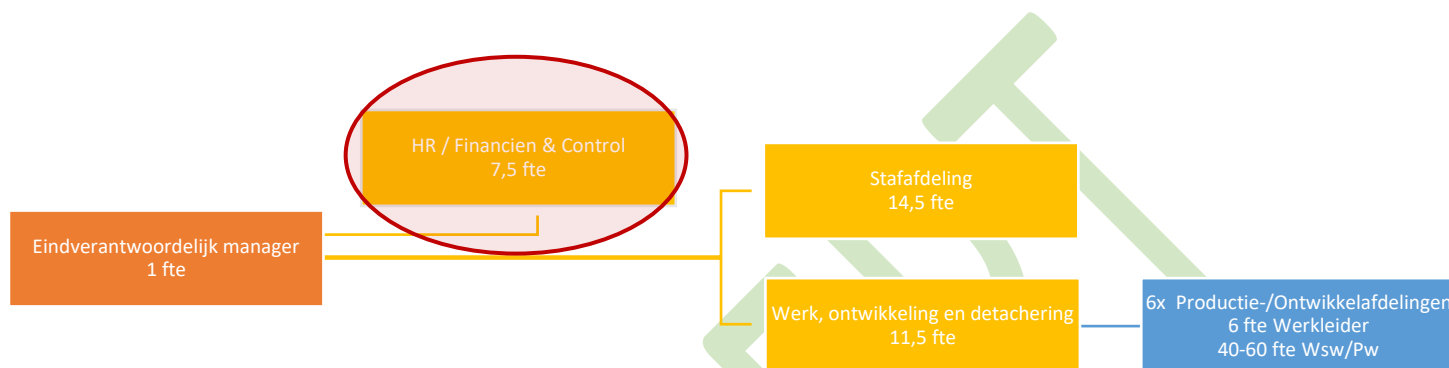 HR / Financien & Control
7,5 fte
Stafafdeling
14,5 fte
Eindverantwoordelijk manager
1 fte
Werk, ontwikkeling en detachering
11,5 fte
6x Productie-/Ontwikkelafdelingen
6 fte Werkleider
40-60 fte Wsw/Pw